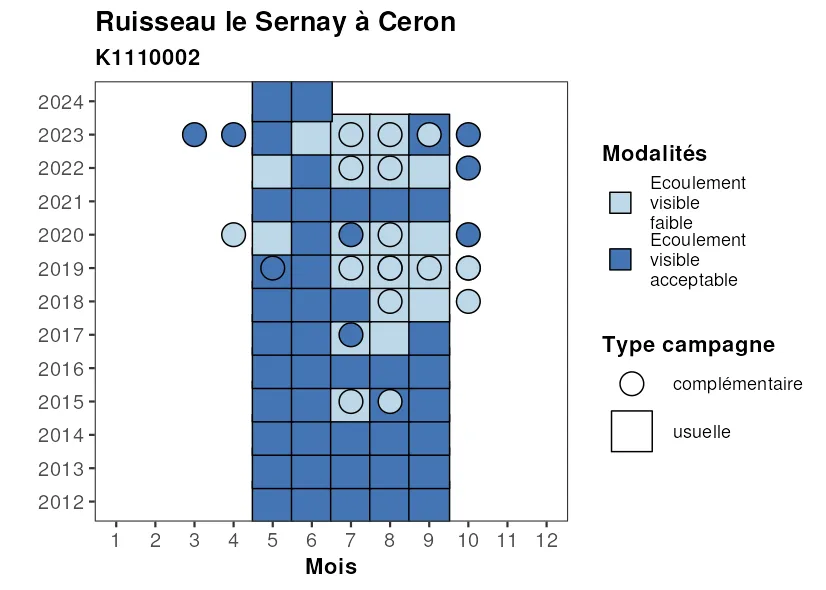 Ruisseau le Sernay à Ceron
K1110002
2024
2023
2022
2021
2020
2019
2018
2017
2016
2015
2014
2013
2012
1 2 3 4 5 6 7 8 9 10 11 12
Mois
Modalités
Ecoulement
visible
faible
Ecoulement
visible
acceptable
Type campagne
complémentaire
usuelle